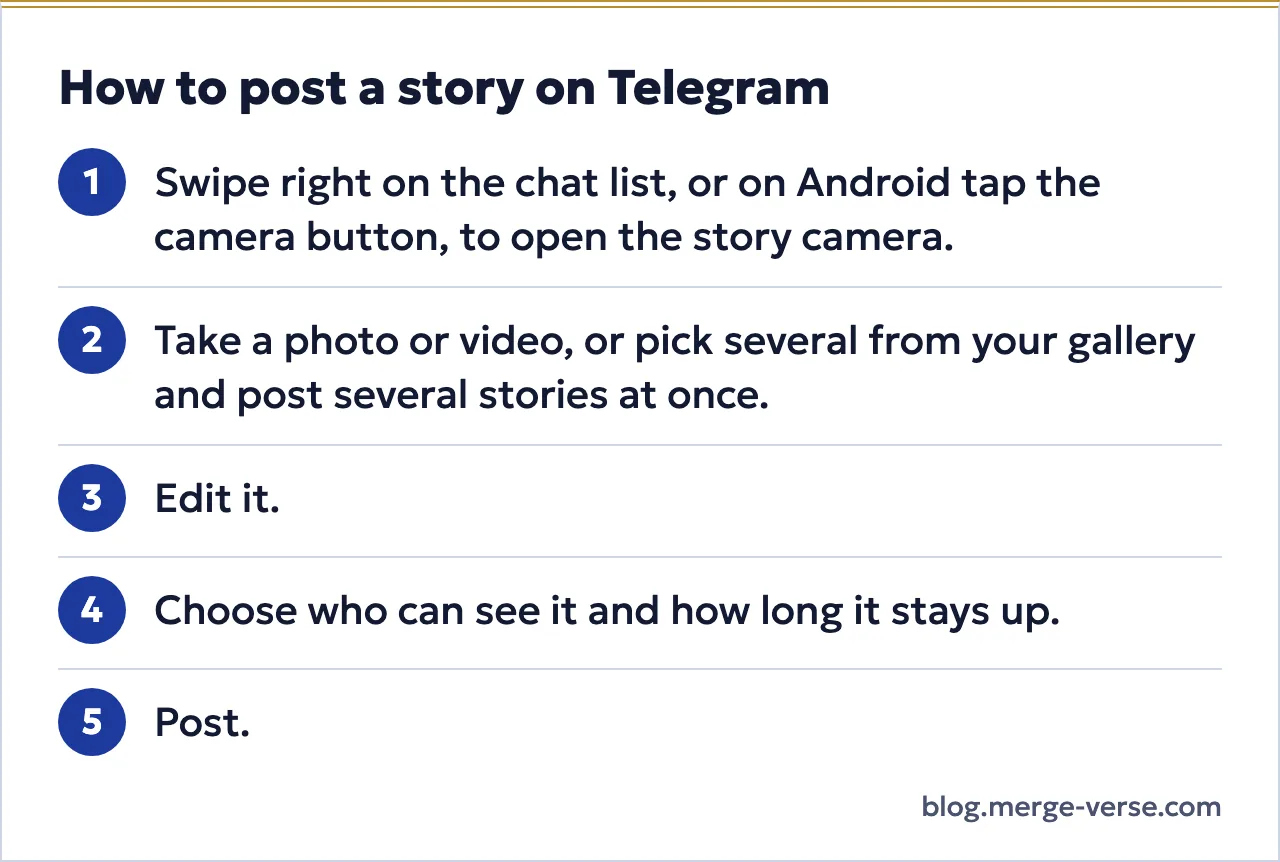 How to post a story on Telegram
1
Swipe right on the chat list, or on Android tap the
camera button, to open the story camera.
2
Take a photo or video, or pick several from your gallery
and post several stories at once.
3
Edit it.
4
Choose who can see it and how long it stays up.
5
Post.
blog.merge-verse.com